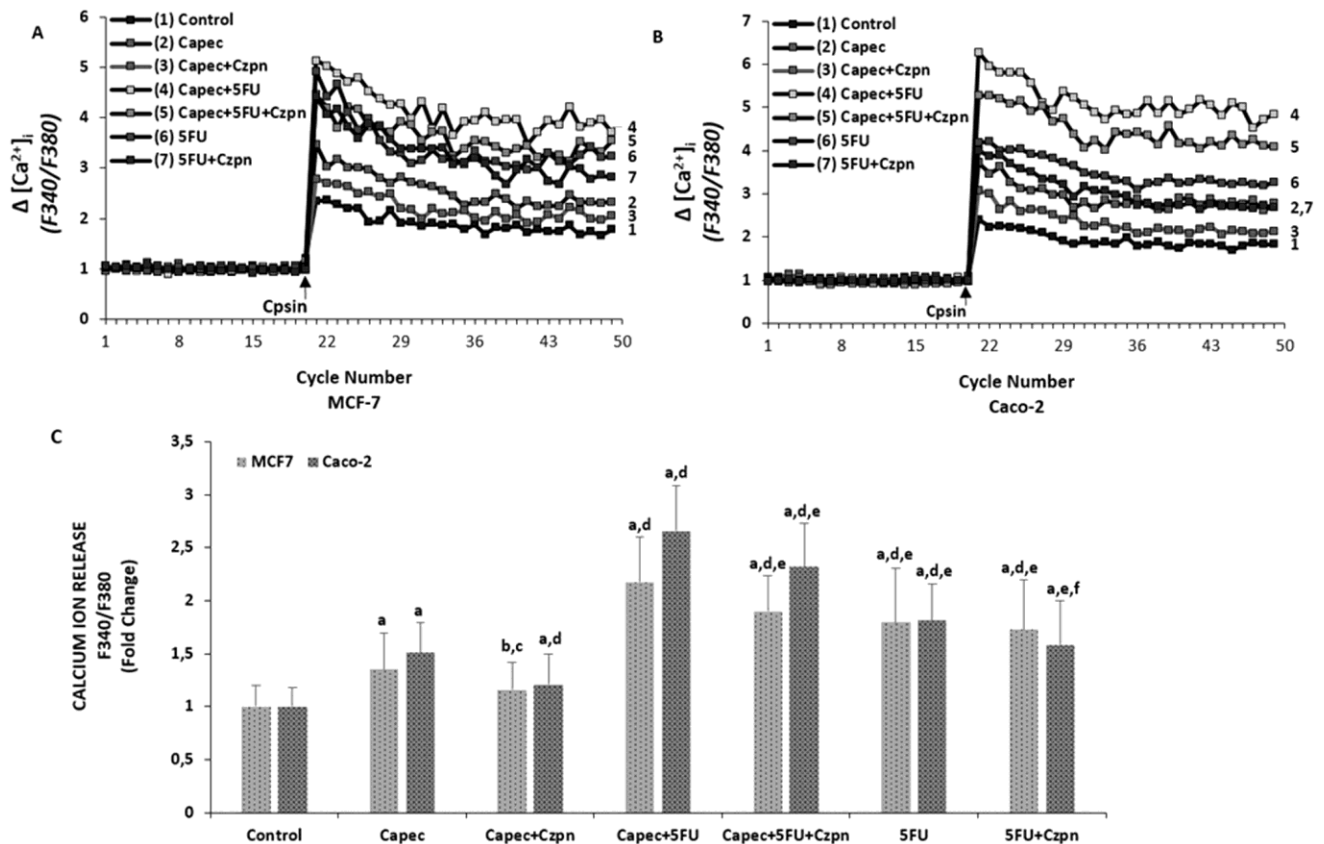 A
Δ [Ca²⁺]ᵢ
(F340/F380)
6
5
4
3
2
1
0
(1) Control
(2) Capec
(3) Capec+Czpn
(4) Capec+5FU
(5) Capec+5FU+Czpn
(6) 5FU
(7) 5FU+Czpn
4
5
6
7
2
3
1
Cpsin
1 8 15 22 29 36 43 50
Cycle Number
MCF-7
B
Δ [Ca²⁺]ᵢ
(F340/F380)
7
6
5
4
3
2
1
0
(1) Control
(2) Capec
(3) Capec+Czpn
(4) Capec+5FU
(5) Capec+5FU+Czpn
(6) 5FU
(7) 5FU+Czpn
4
5
6
2,7
3
1
Cpsin
1 8 15 22 29 36 43 50
Cycle Number
Caco-2
C
CALCIUM ION RELEASE
F340/F380
(Fold Change)
3,5
3
2,5
2
1,5
1
0,5
0
MCF7 Caco-2
a a b,c a,d a,d a,d a,d,e a,d,e a,d,e a,d,e a,d,e a,e,f
Control Capec Capec+Czpn Capec+5FU Capec+5FU+Czpn 5FU 5FU+Czpn